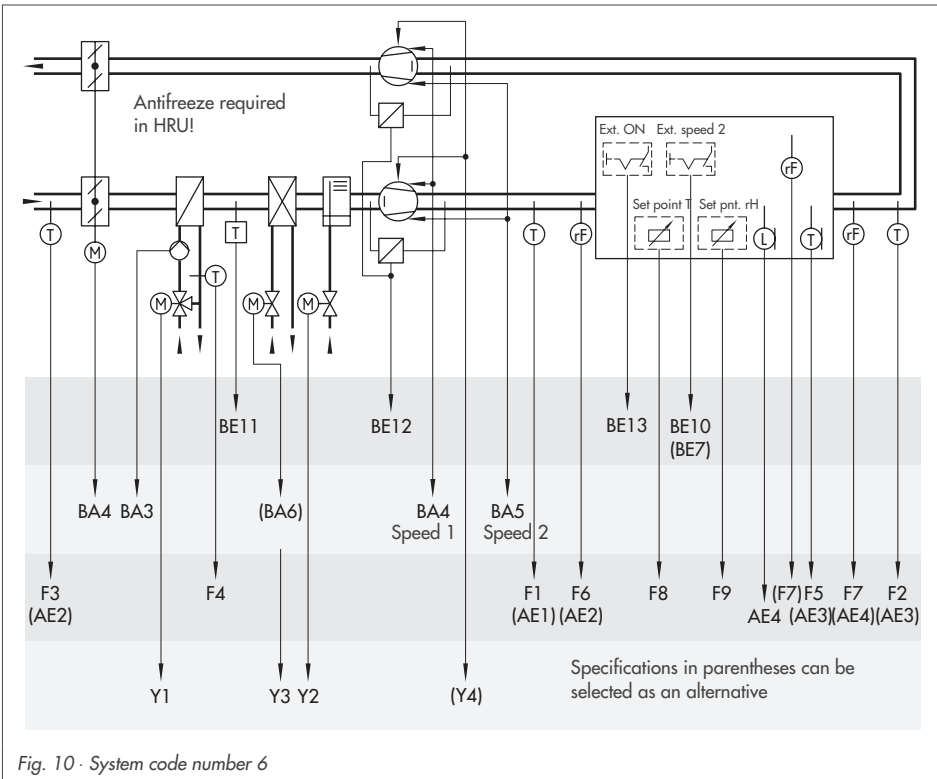 Antifreeze required
in HRU!
Ext. ON Ext. speed 2
rF
Set point T Set pnt. rH
T T T rF L T rF T
M
T
M M M
BE11 BE12 BE13 BE10
(BE7)
BA4 BA3 (BA6) BA4 BA5
Speed 1 Speed 2
F3 F4 F1 F6 F8 F9 (F7) F5 F7 F2
(AE2) (AE1) (AE2) AE4 (AE3) (AE4) (AE3)
Y1 Y3 Y2 (Y4)
Specifications in parentheses can be
selected as an alternative
Fig. 10 · System code number 6